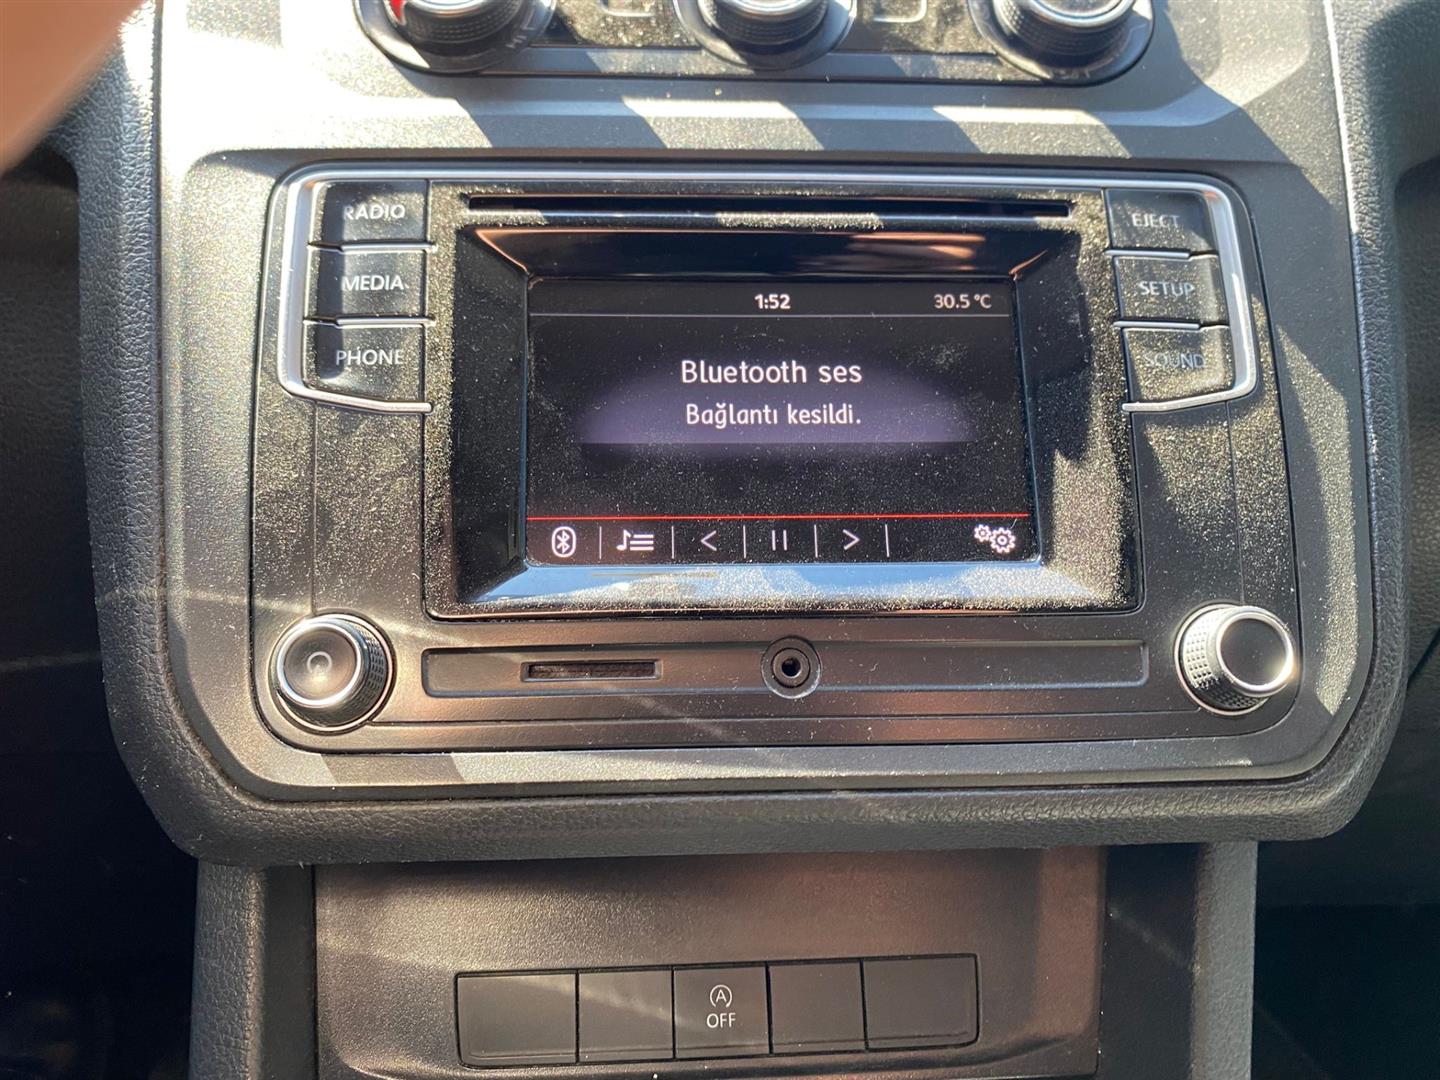 RADIO
MEDIA
PHONE
EJECT
SETUP
SOUND
1:52
30.5 °C
Bluetooth ses
Bağlantı kesildi.
A
OFF